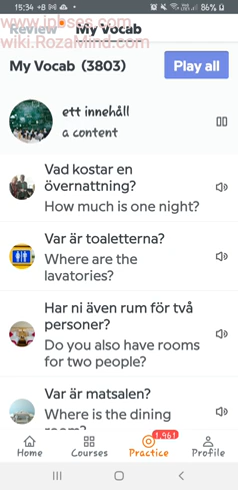 15:34
86%
Review
My Vocab
www.inhses.com
wiki.RozaMind.com
My Vocab (3803)
Play all
ett innehåll
a content
Vad kostar en
övernattning?
How much is one night?
Var är toaletterna?
Where are the
lavatories?
Har ni även rum för två
personer?
Do you also have rooms
for two people?
Var är matsalen?
Where is the dining
room?
1,961
Home
Courses
Practice
Profile